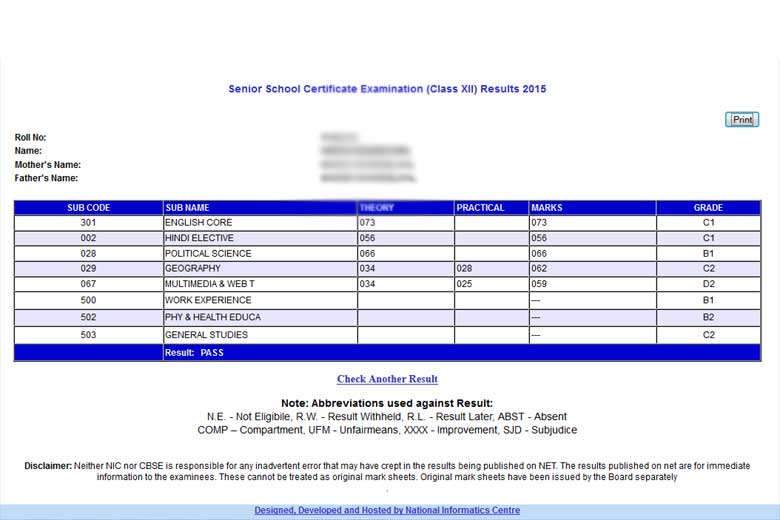 Senior School Certificate Examination (Class XII) Results 2015
Print
Roll No:
Name:
Mother's Name:
Father's Name:
SUB CODE SUB NAME THEORY PRACTICAL MARKS GRADE
301 ENGLISH CORE 073 073 C1
002 HINDI ELECTIVE 056 056 C1
028 POLITICAL SCIENCE 066 066 B1
029 GEOGRAPHY 034 028 062 C2
067 MULTIMEDIA & WEB T 034 025 059 D2
500 WORK EXPERIENCE --- B1
502 PHY & HEALTH EDUCA --- B2
503 GENERAL STUDIES --- C2
Result: PASS
Check Another Result
Note: Abbreviations used against Result:
N.E. - Not Eligibile, R.W. - Result Withheld, R.L. - Result Later, ABST - Absent
COMP – Compartment, UFM - Unfairmeans, XXXX - Improvement, SJD - Subjudice
Disclaimer: Neither NIC nor CBSE is responsible for any inadvertent error that may have crept in the results being published on NET. The results published on net are for immediate
information to the examinees. These cannot be treated as original mark sheets. Original mark sheets have been issued by the Board separately
.
Designed, Developed and Hosted by National Informatics Centre